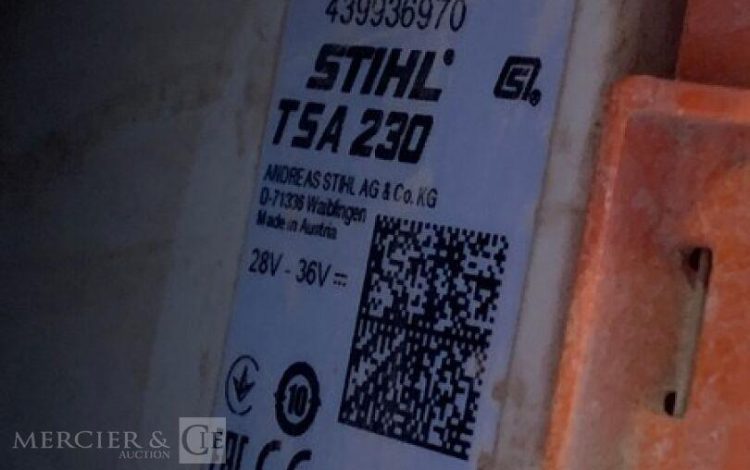 439936970
STIHL®
TSA 230
ANDREAS STIHL AG & Co. KG
D-71336 Waiblingen
Made in Austria
28V - 36V
10
MERCIER & CIE
AUCTION